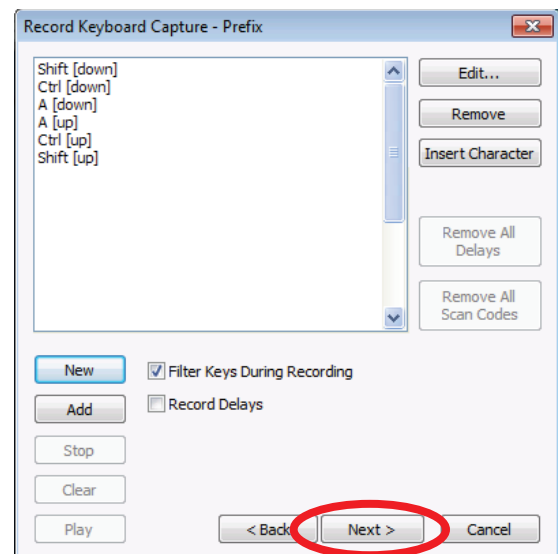 Record Keyboard Capture - Prefix
Shift [down]
Ctrl [down]
A [down]
A [up]
Ctrl [up]
Shift [up]
Edit...
Remove
Insert Character
Remove All
Delays
Remove All
Scan Codes
New
Filter Keys During Recording
Add
Record Delays
Stop
Clear
Play
< Back
Next >
Cancel